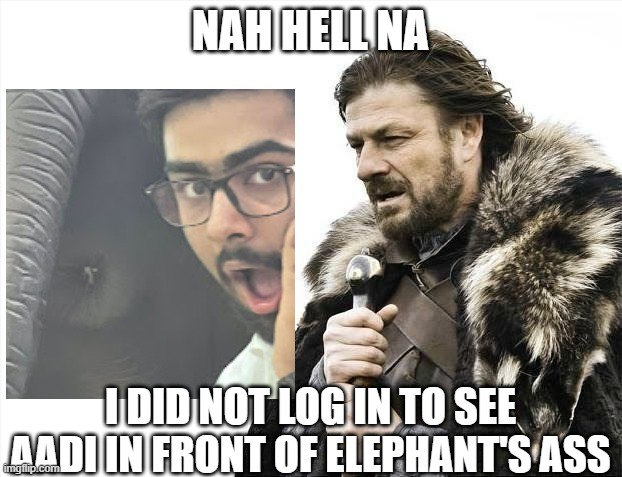 NAH HELL NA
I DID NOT LOG IN TO SEE
AADI IN FRONT OF ELEPHANT'S ASS
imgflip.com